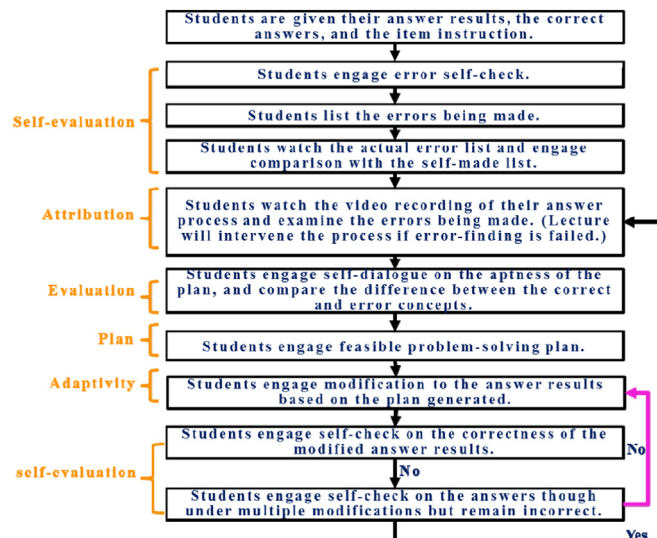 Students are given their answer results, the correct
answers, and the item instruction.
Students engage error self-check.
Self-evaluation
Students list the errors being made.
Students watch the actual error list and engage
comparison with the self-made list.
Attribution
Students watch the video recording of their answer
process and examine the errors being made. (Lecture
will intervene the process if error-finding is failed.)
Evaluation
Students engage self-dialogue on the aptness of the
plan, and compare the difference between the correct
and error concepts.
Plan
Students engage feasible problem-solving plan.
Adaptivity
Students engage modification to the answer results
based on the plan generated.
self-evaluation
Students engage self-check on the correctness of the
modified answer results.
No
No
Students engage self-check on the answers though
under multiple modifications but remain incorrect.
Yes